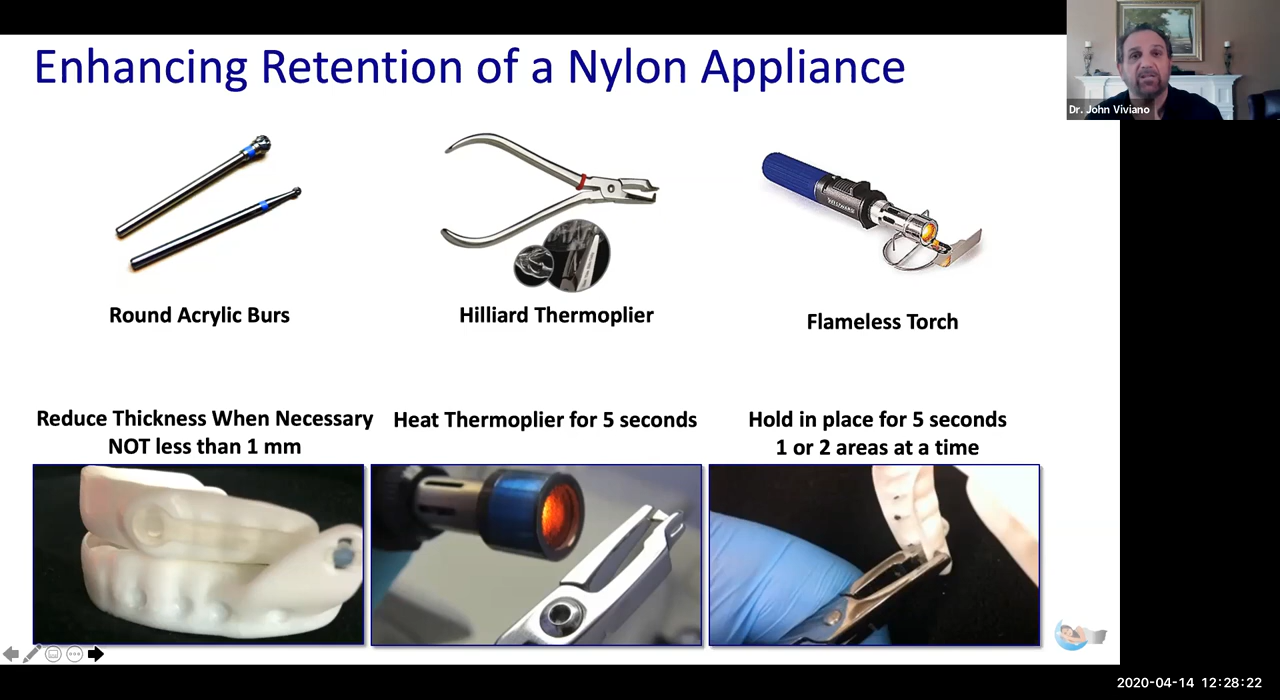 Enhancing Retention of a Nylon Appliance
Dr. John Viviano
Round Acrylic Burs
Hilliard Thermoplier
Flameless Torch
Reduce Thickness When Necessary
NOT less than 1 mm
Heat Thermoplier for 5 seconds
Hold in place for 5 seconds
1 or 2 areas at a time
2020-04-14 12:28:22